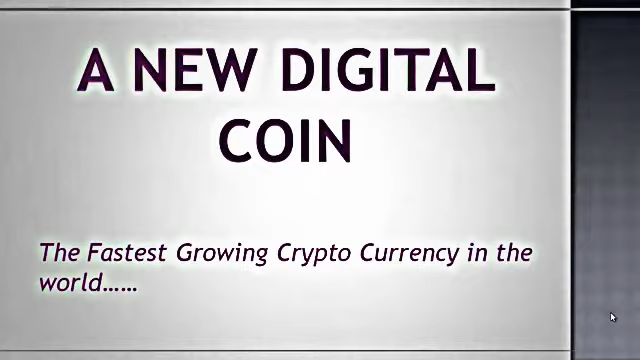 A NEW DIGITAL
COIN
The Fastest Growing Crypto Currency in the
world……